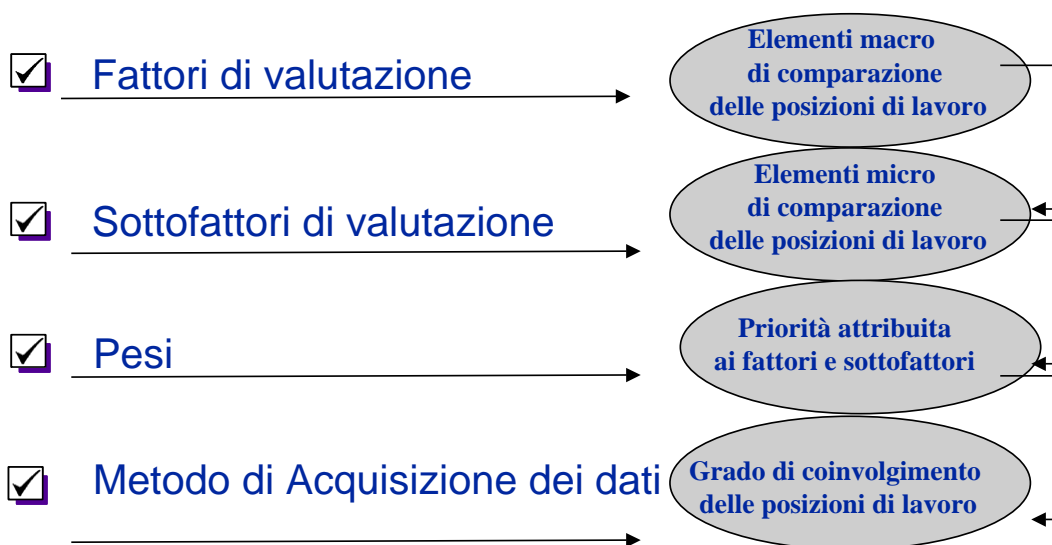 Fattori di valutazione
Elementi macro
di comparazione
delle posizioni di lavoro
Sottofattori di valutazione
Elementi micro
di comparazione
delle posizioni di lavoro
Pesi
Priorità attribuita
ai fattori e sottofattori
Metodo di Acquisizione dei dati
Grado di coinvolgimento
delle posizioni di lavoro